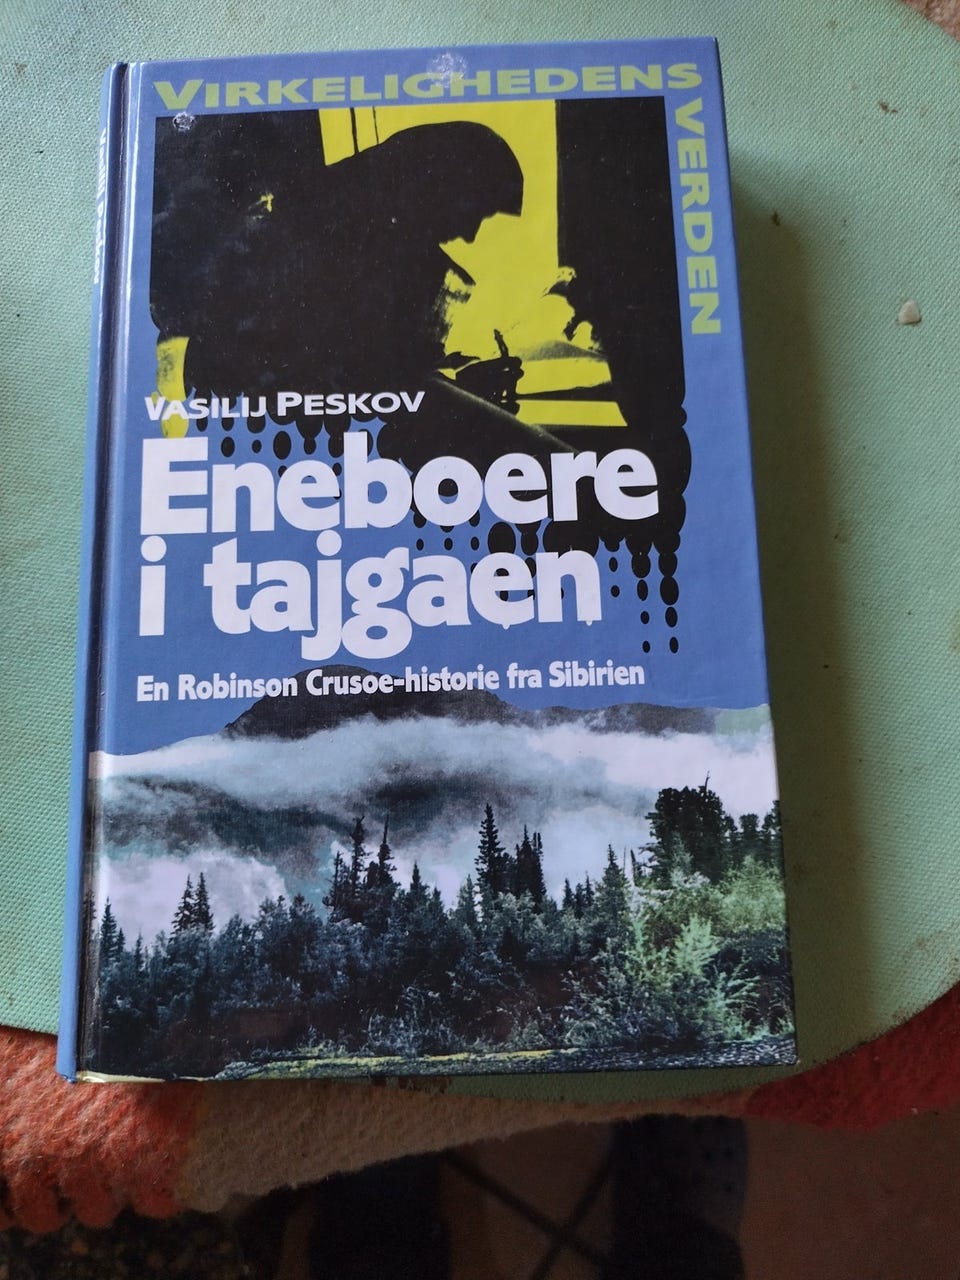 VIRKELIGHEDENS
VERDEN
VASILIJ PESKOV
Eneboere
i tajgaen
En Robinson Crusoe-historie fra Sibirien